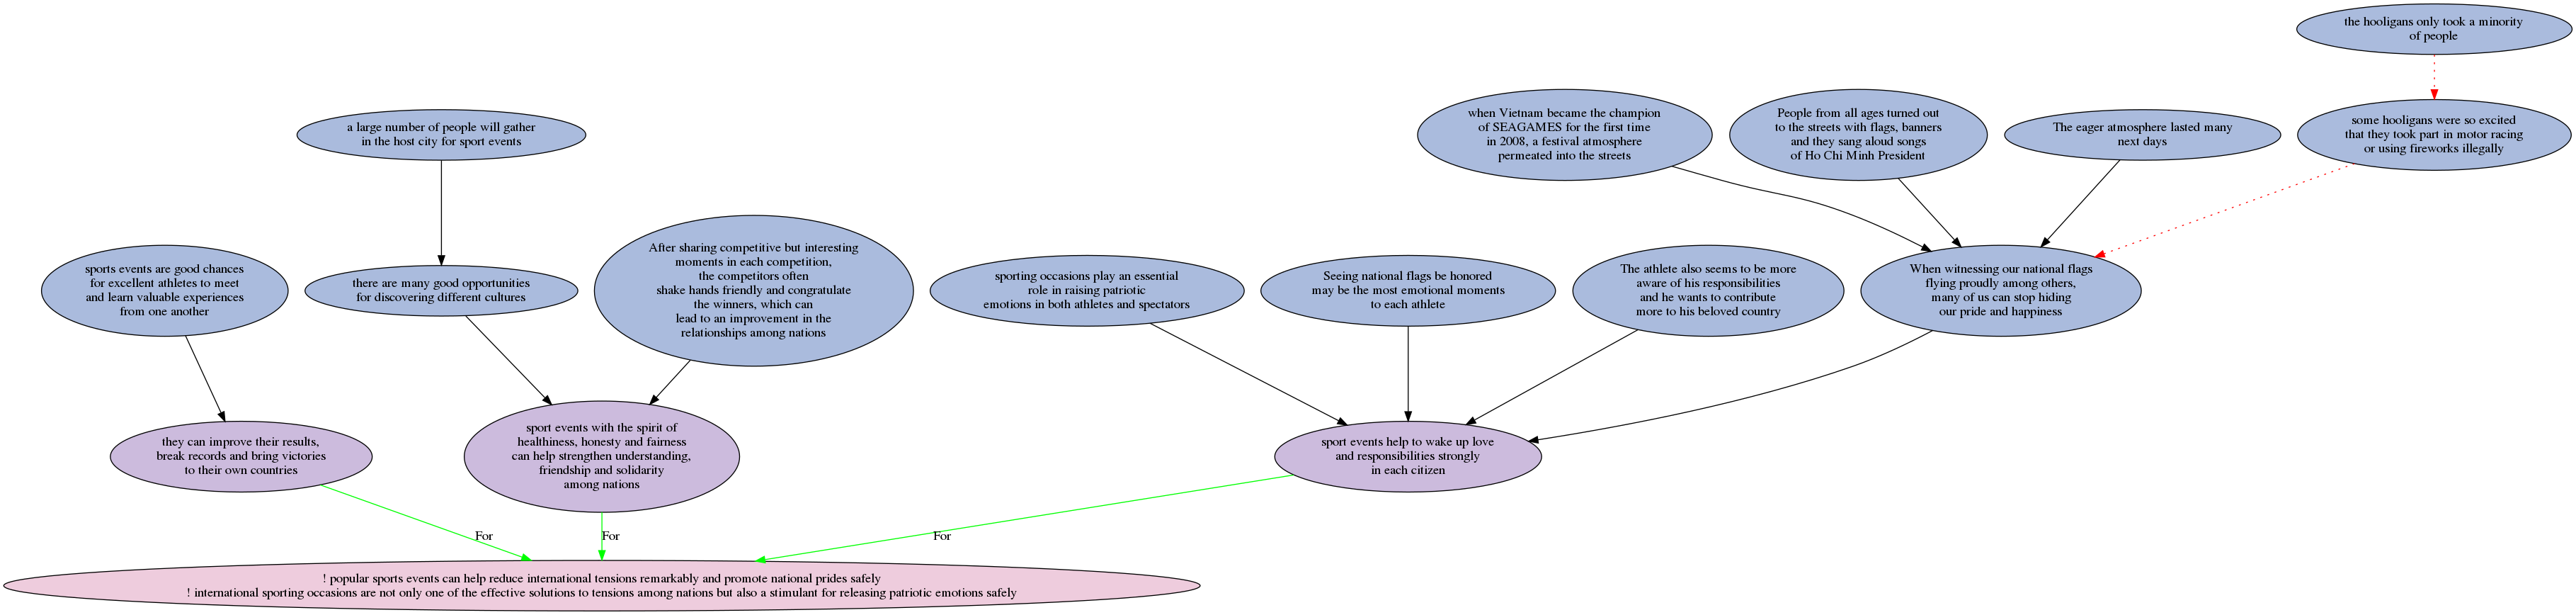 the hooligans only took a minority
of people
a large number of people will gather
in the host city for sport events
when Vietnam became the champion
of SEAGAMES for the first time
in 2008, a festival atmosphere
permeated into the streets
People from all ages turned out
to the streets with flags, banners
and they sang aloud songs
of Ho Chi Minh President
The eager atmosphere lasted many
next days
some hooligans were so excited
that they took part in motor racing
or using fireworks illegally
sports events are good chances
for excellent athletes to meet
and learn valuable experiences
from one another
there are many good opportunities
for discovering different cultures
After sharing competitive but interesting
moments in each competition,
the competitors often
shake hands friendly and congratulate
the winners, which can
lead to an improvement in the
relationships among nations
sporting occasions play an essential
role in raising patriotic
emotions in both athletes and spectators
Seeing national flags be honored
may be the most emotional moments
to each athlete
The athlete also seems to be more
aware of his responsibilities
and he wants to contribute
more to his beloved country
When witnessing our national flags
flying proudly among others,
many of us can stop hiding
our pride and happiness
they can improve their results,
break records and bring victories
to their own countries
sport events with the spirit of
healthiness, honesty and fairness
can help strengthen understanding,
friendship and solidarity
among nations
sport events help to wake up love
and responsibilities strongly
in each citizen
For
For
For
! popular sports events can help reduce international tensions remarkably and promote national prides safely
! international sporting occasions are not only one of the effective solutions to tensions among nations but also a stimulant for releasing patriotic emotions safely